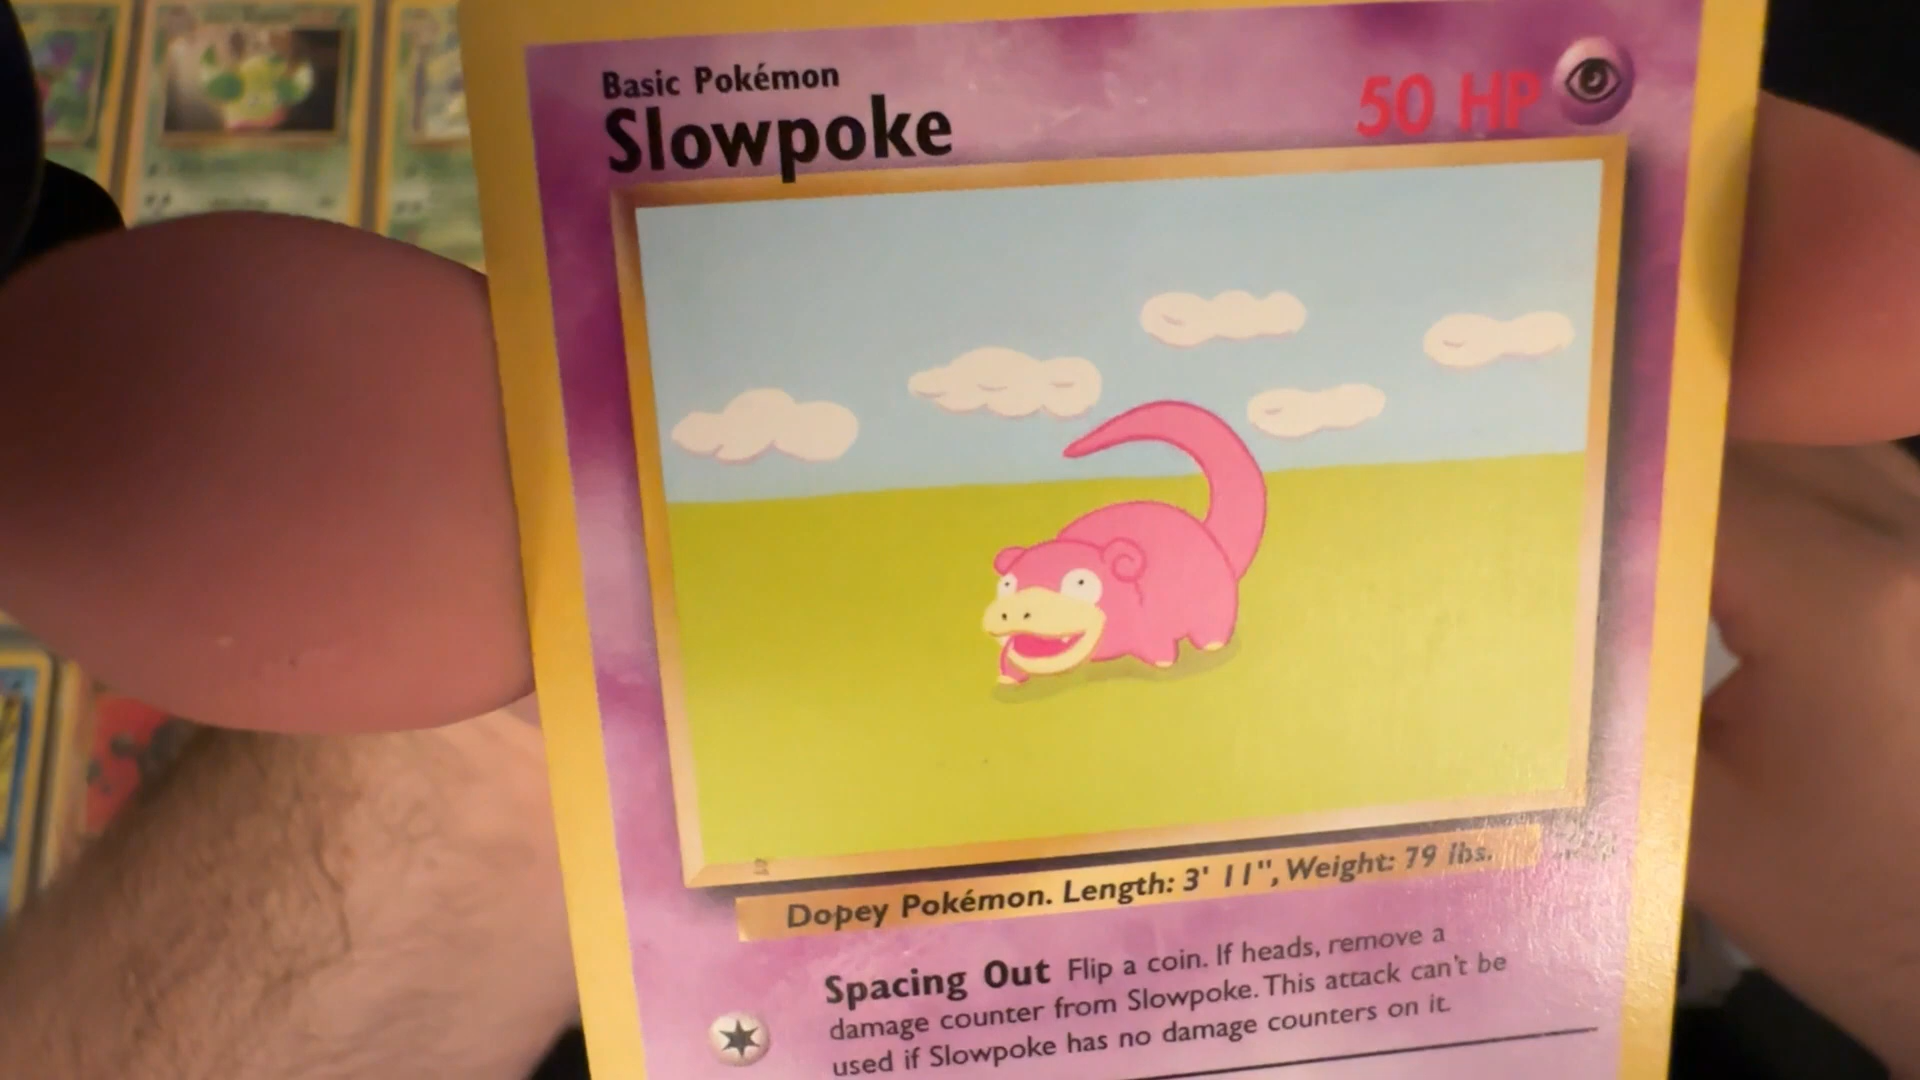 Basic Pokémon
Slowpoke
50 HP
Dopey Pokémon. Length: 3' 11", Weight: 79 lbs.
Spacing Out Flip a coin. If heads, remove a
damage counter from Slowpoke. This attack can't be
used if Slowpoke has no damage counters on it.